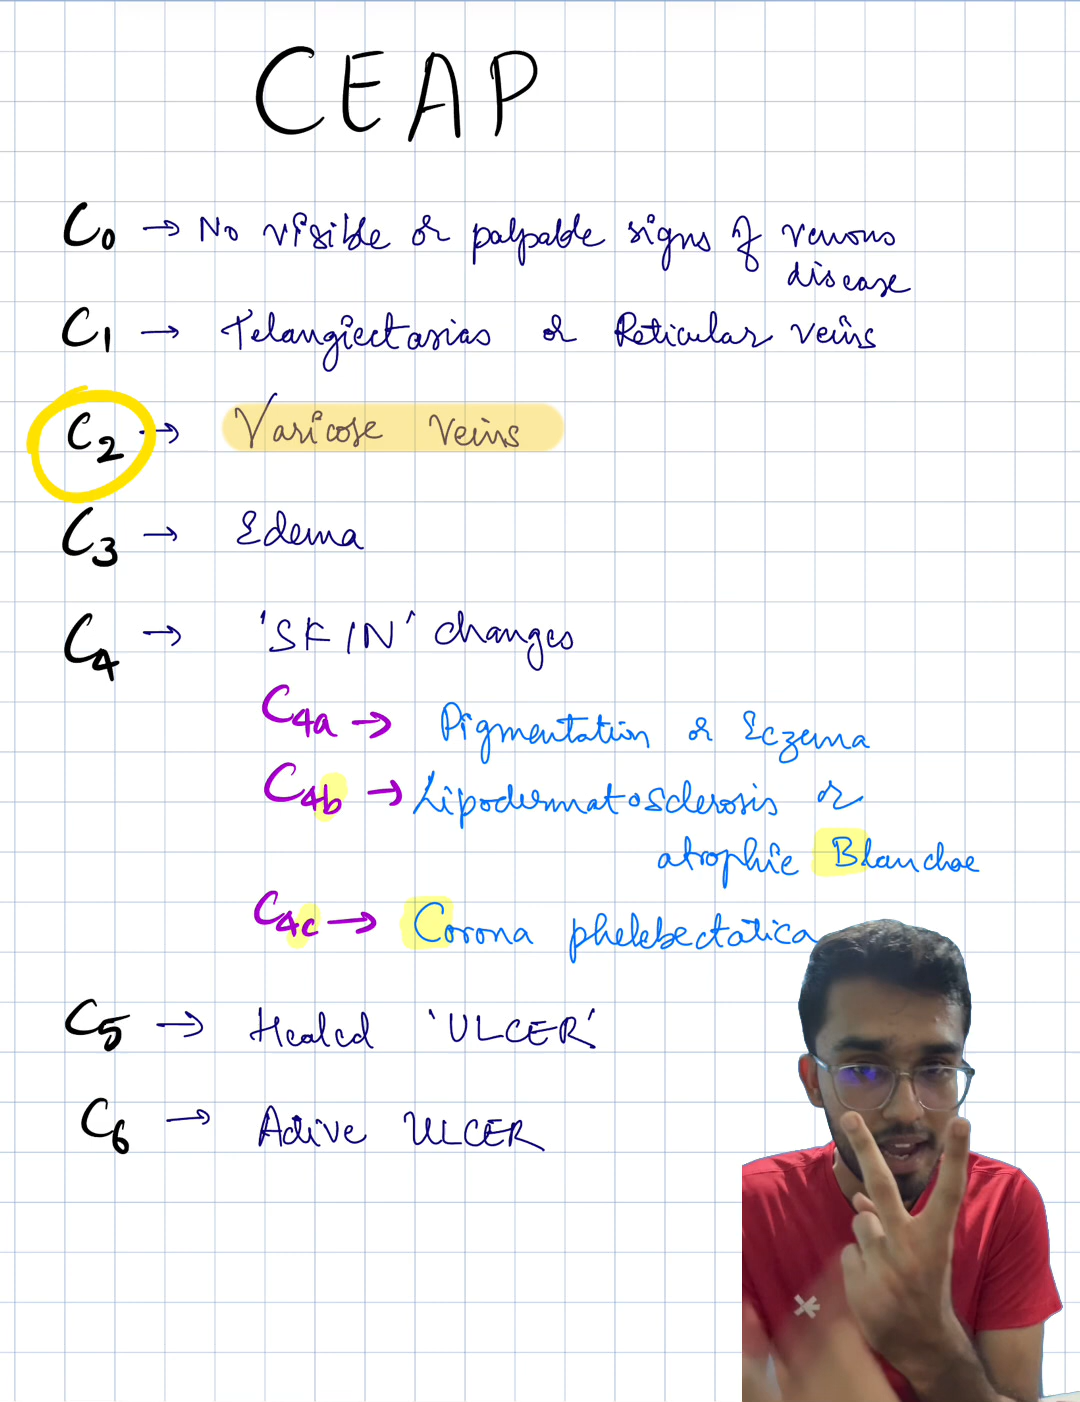 CEAP
C0 → No visible or palpable signs of venous
disease
C1 → Telangiectasias or Reticular veins
C2 → Varicose Veins
C3 → Edema
C4 → 'SKIN' changes
C4a → Pigmentation or Eczema
C4b → Lipodermatosclerosis or
atrophie Blanchae
C4c → Corona phelebectatica
C5 → Healed 'ULCER'
C6 → Active ULCER